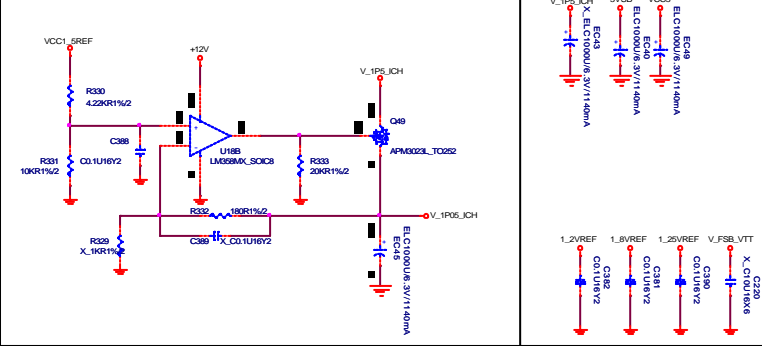 VCC1_5REF
+12V
V_1P5_ICH
R330
4.22KR1%/2
Q49
C388
U18B
LM358MX_SOIC8
APM3023L_TO252
R331
10KR1%/2
C0.1U16Y2
R333
20KR1%/2
R332
180R1%/2
V_1P05_ICH
R329
X_1KR1%/2
C389
X_C0.1U16Y2
EC45
ELC1000U/6.3V/1140mA
V_1P5_ICH
EC43
X_ELC1000U/6.3V/1140mA
EC40
ELC1000U/6.3V/1140mA
EC49
ELC1000U/6.3V/1140mA
1_2VREF
1_8VREF
1_25VREF
V_FSB_VTT
C382
C0.1U16Y2
C381
C0.1U16Y2
C390
C0.1U16Y2
C220
X_C10U16X6